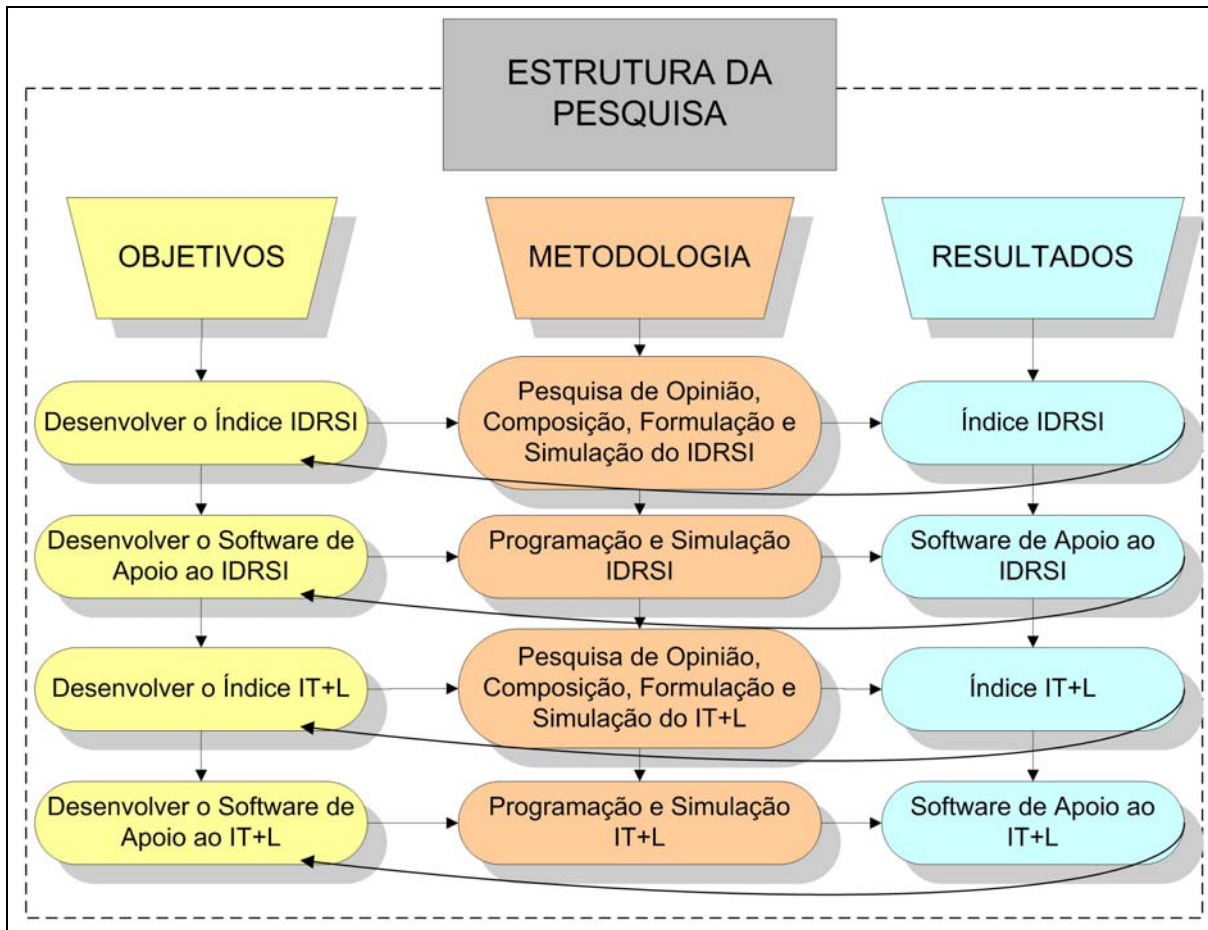 ESTRUTURA DA
PESQUISA
OBJETIVOS
METODOLOGIA
RESULTADOS
Desenvolver o Índice IDRSI
Pesquisa de Opinião,
Composição, Formulação e
Simulação do IDRSI
Índice IDRSI
Desenvolver o Software de
Apoio ao IDRSI
Programação e Simulação
IDRSI
Software de Apoio ao
IDRSI
Desenvolver o Índice IT+L
Pesquisa de Opinião,
Composição, Formulação e
Simulação do IT+L
Índice IT+L
Desenvolver o Software de
Apoio ao IT+L
Programação e Simulação
IT+L
Software de Apoio ao
IT+L